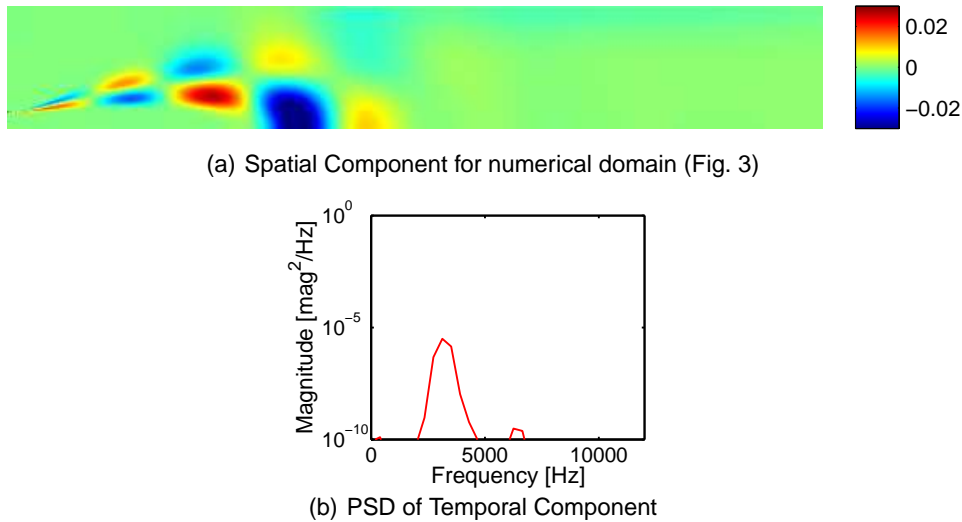 0.02
0
−0.02
(a) Spatial Component for numerical domain (Fig. 3)
10^0
10^−5
10^−10
Magnitude [mag^2/Hz]
0
5000
10000
Frequency [Hz]
(b) PSD of Temporal Component